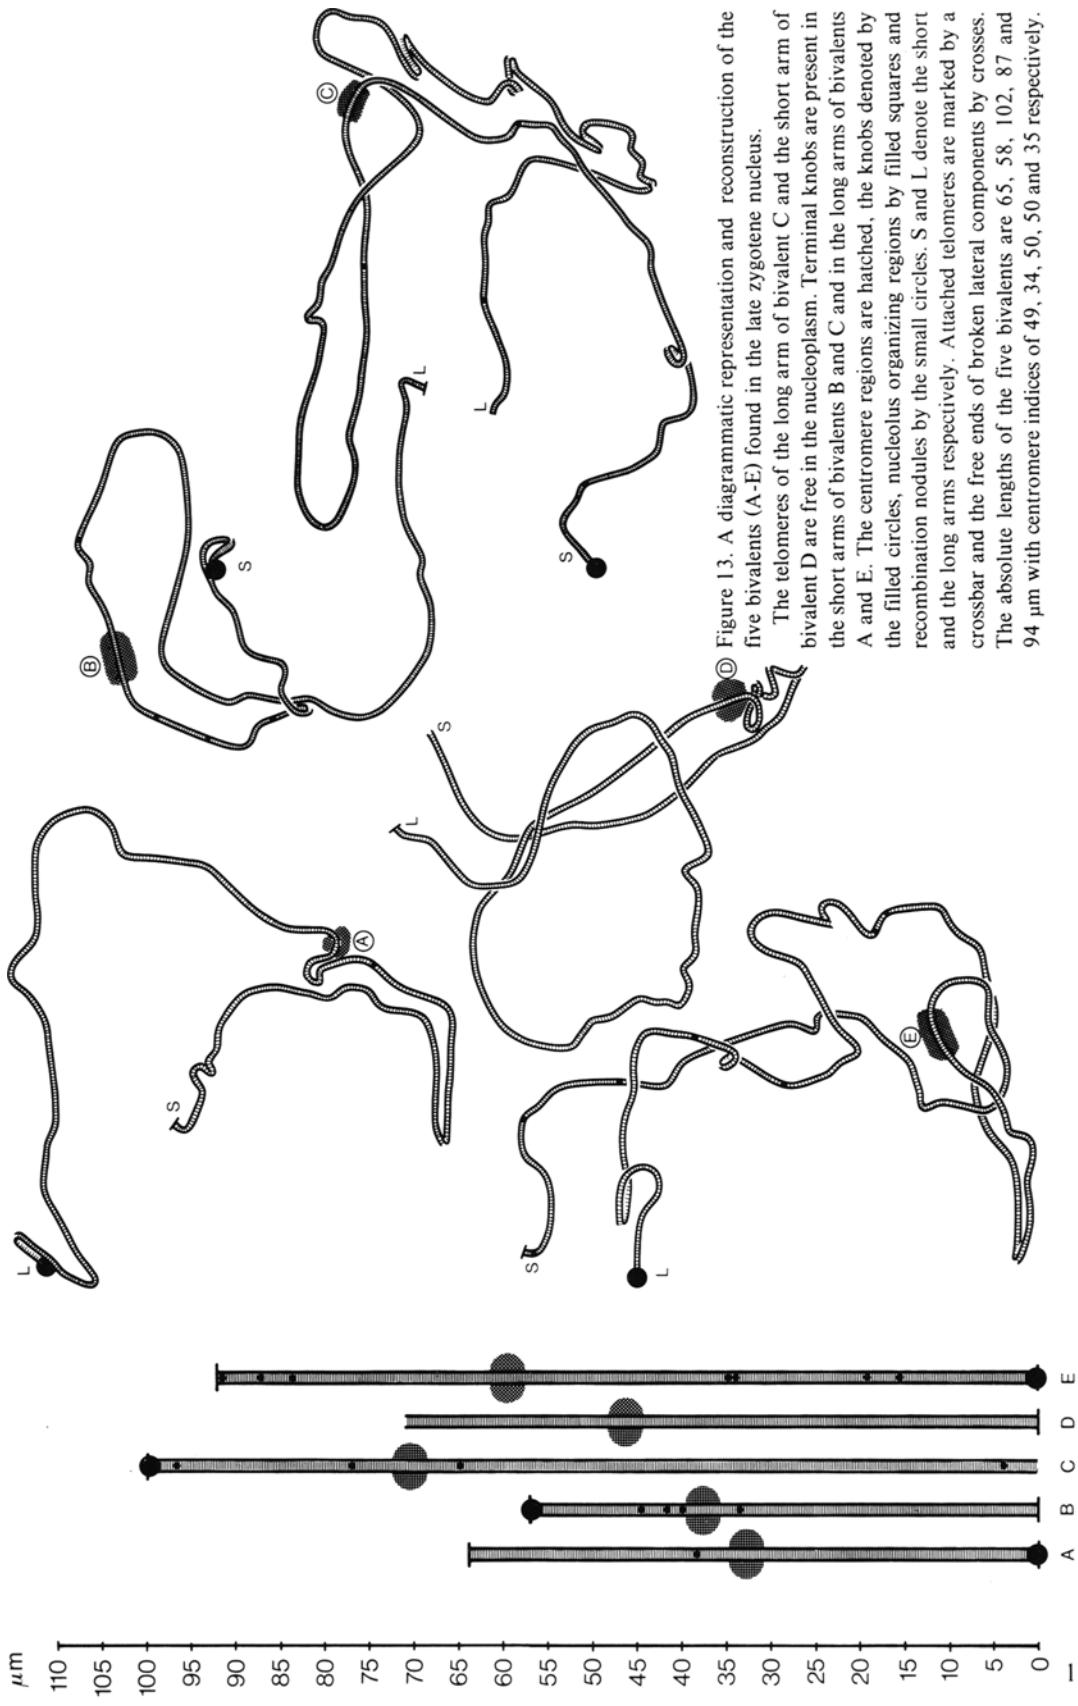 Figure 13. A diagrammatic representation and reconstruction of the
five bivalents (A-E) found in the late zygotene nucleus.
The telomeres of the long arm of bivalent C and the short arm of
bivalent D are free in the nucleoplasm. Terminal knobs are present in
the short arms of bivalents B and C and in the long arms of bivalents
A and E. The centromere regions are hatched, the knobs denoted by
the filled circles, nucleolus organizing regions by filled squares and
recombination nodules by the small circles. S and L denote the short
and the long arms respectively. Attached telomeres are marked by a
crossbar and the free ends of broken lateral components by crosses.
The absolute lengths of the five bivalents are 65, 58, 102, 87 and
94 µm with centromere indices of 49, 34, 50, 50 and 35 respectively.
A
B
C
D
E
L
S
S
L
L
S
S
L
S
L
µm
110
105
100
95
90
85
80
75
70
65
60
55
50
45
40
35
30
25
20
15
10
5
0
A
B
C
D
E